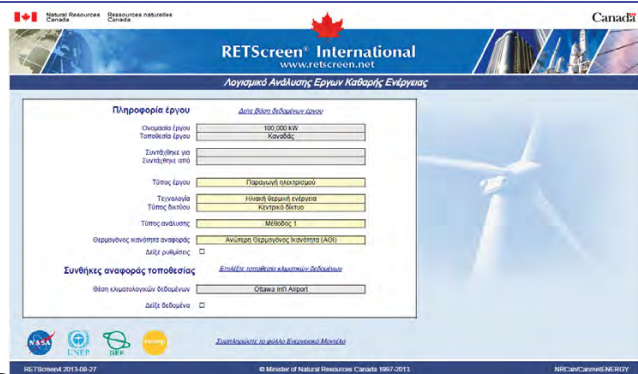 Natural Resources Canada
Ressources naturelles Canada
Canada
RETScreen® International
www.retscreen.net
Λογισμικό Ανάλυσης Εργων Καθαρής Ενέργειας
Πληροφορία έργου
Δείτε βάση δεδομένων έργου
Ονομασία έργου 100,000 kW
Τοποθεσία έργου Καναδάς
Συντάχθηκε για
Συντάχθηκε από
Τύπος έργου Παραγωγή ηλεκτρισμού
Τεχνολογία Ηλιακή θερμική ενέργεια
Τύπος δικτύου Κεντρικό δίκτυο
Τύπος ανάλυσης Μέθοδος 1
Θερμογόνος ικανότητα αναφοράς Ανώτερη Θερμογόνος Ικανότητα (ΑΘΙ)
Δείξε ρυθμίσεις
Συνθήκες αναφοράς τοποθεσίας
Επιλέξτε τοποθεσία κλιματικών δεδομένων
Θέση κλιματολογικών δεδομένων Ottawa Int'l Airport
Δείξε δεδομένα
NASA
UNEP
GEF
Συμπληρώστε το φύλλο Ενεργειακό Μοντέλο
RETScreen4 2013-08-27
© Minister of Natural Resources Canada 1997-2013.
NRCan/CanmetENERGY